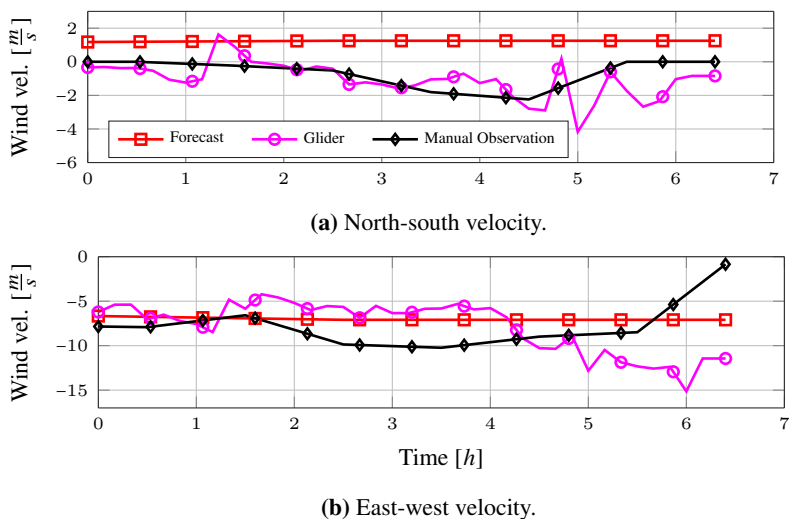 Wind vel. [m/s]
2
0
−2
−4
−6
Forecast Glider Manual Observation
0 1 2 3 4 5 6 7
(a) North-south velocity.
Wind vel. [m/s]
0
−5
−10
−15
0 1 2 3 4 5 6 7
Time [h]
(b) East-west velocity.